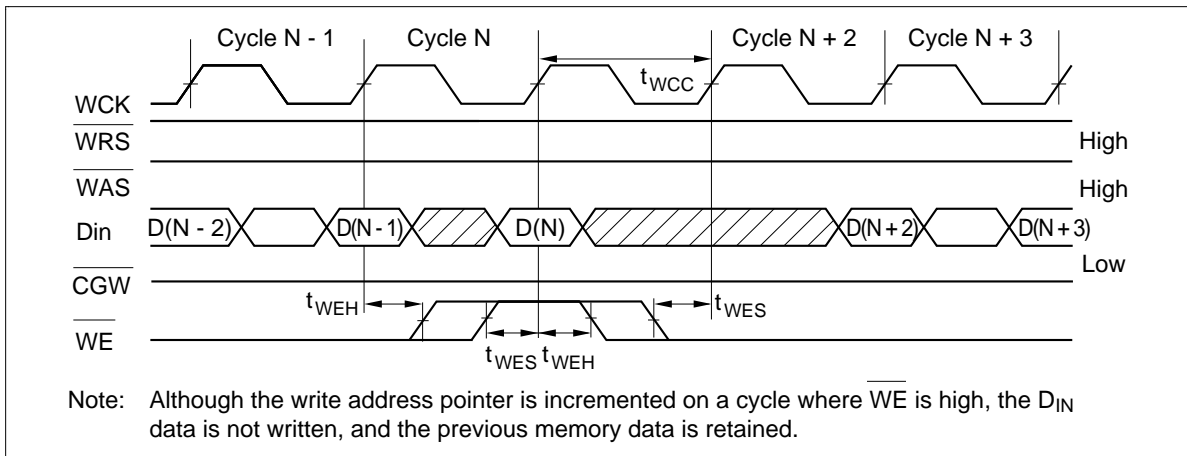 Cycle N - 1 Cycle N Cycle N + 2 Cycle N + 3
tWCC
WCK
WRS High
WAS High
Din D(N - 2) D(N - 1) D(N) D(N + 2) D(N + 3)
Low
CGW
tWEH tWES
WE
tWES tWEH
Note: Although the write address pointer is incremented on a cycle where WE is high, the DIN
data is not written, and the previous memory data is retained.